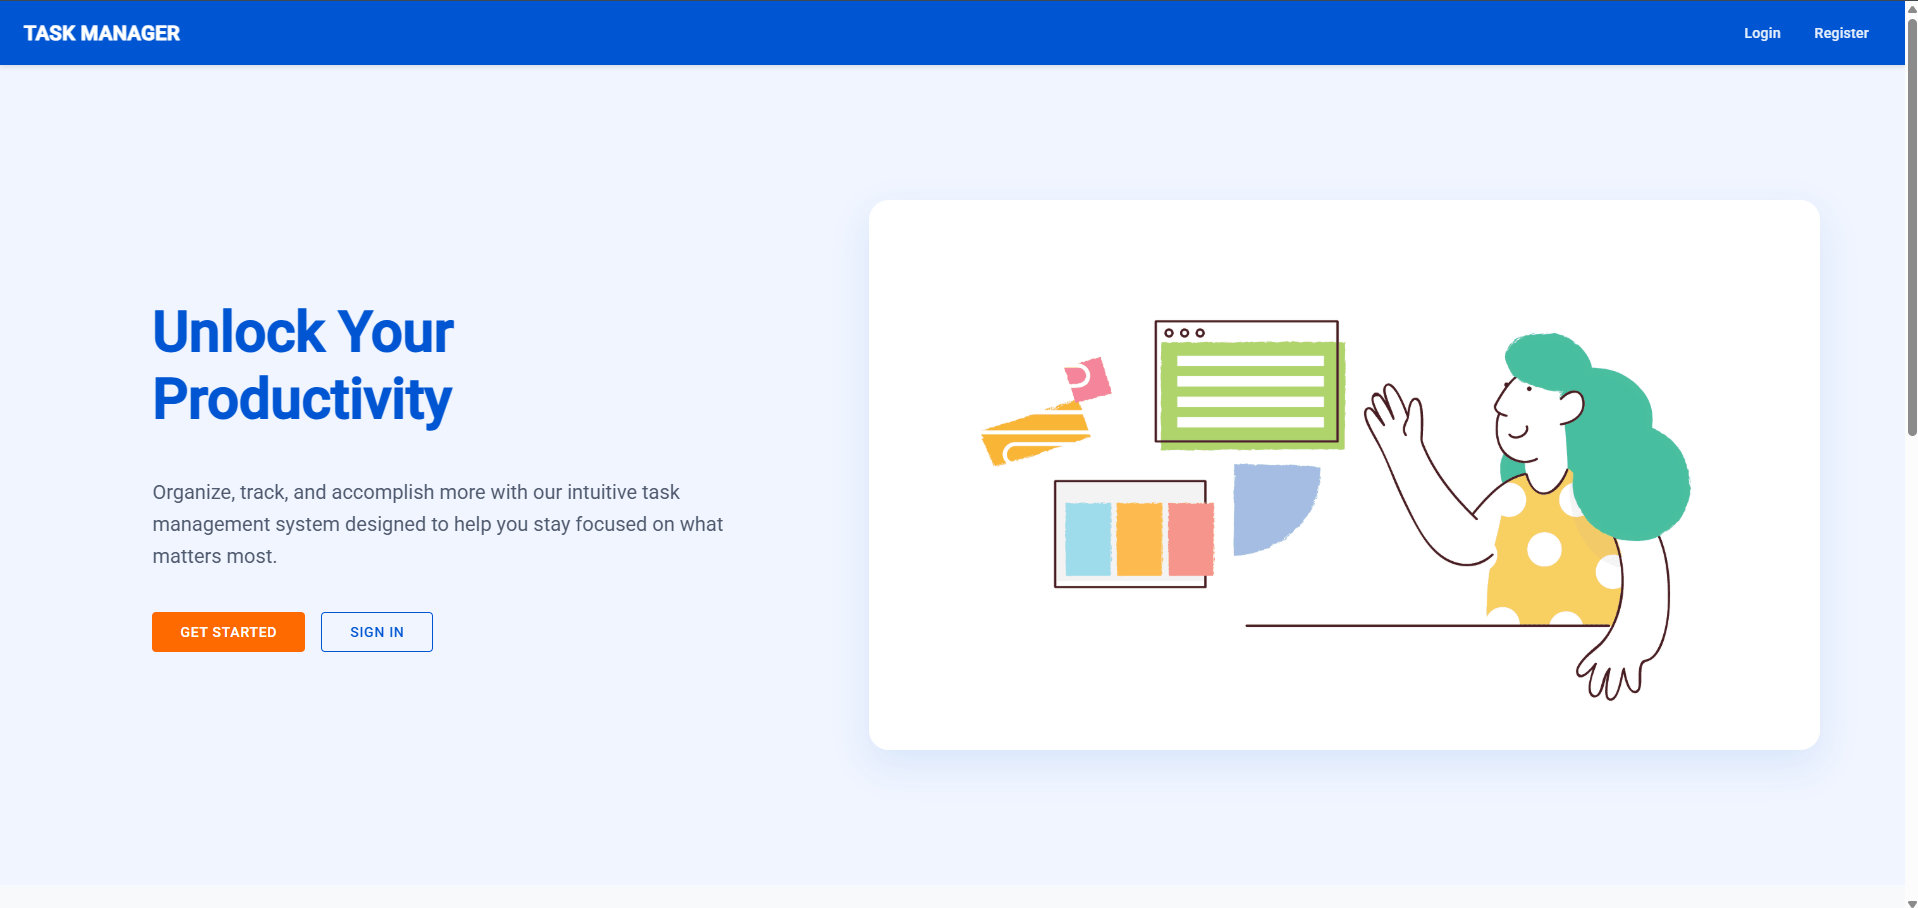 TASK MANAGER
Login
Register
Unlock Your
Productivity
Organize, track, and accomplish more with our intuitive task
management system designed to help you stay focused on what
matters most.
GET STARTED
SIGN IN